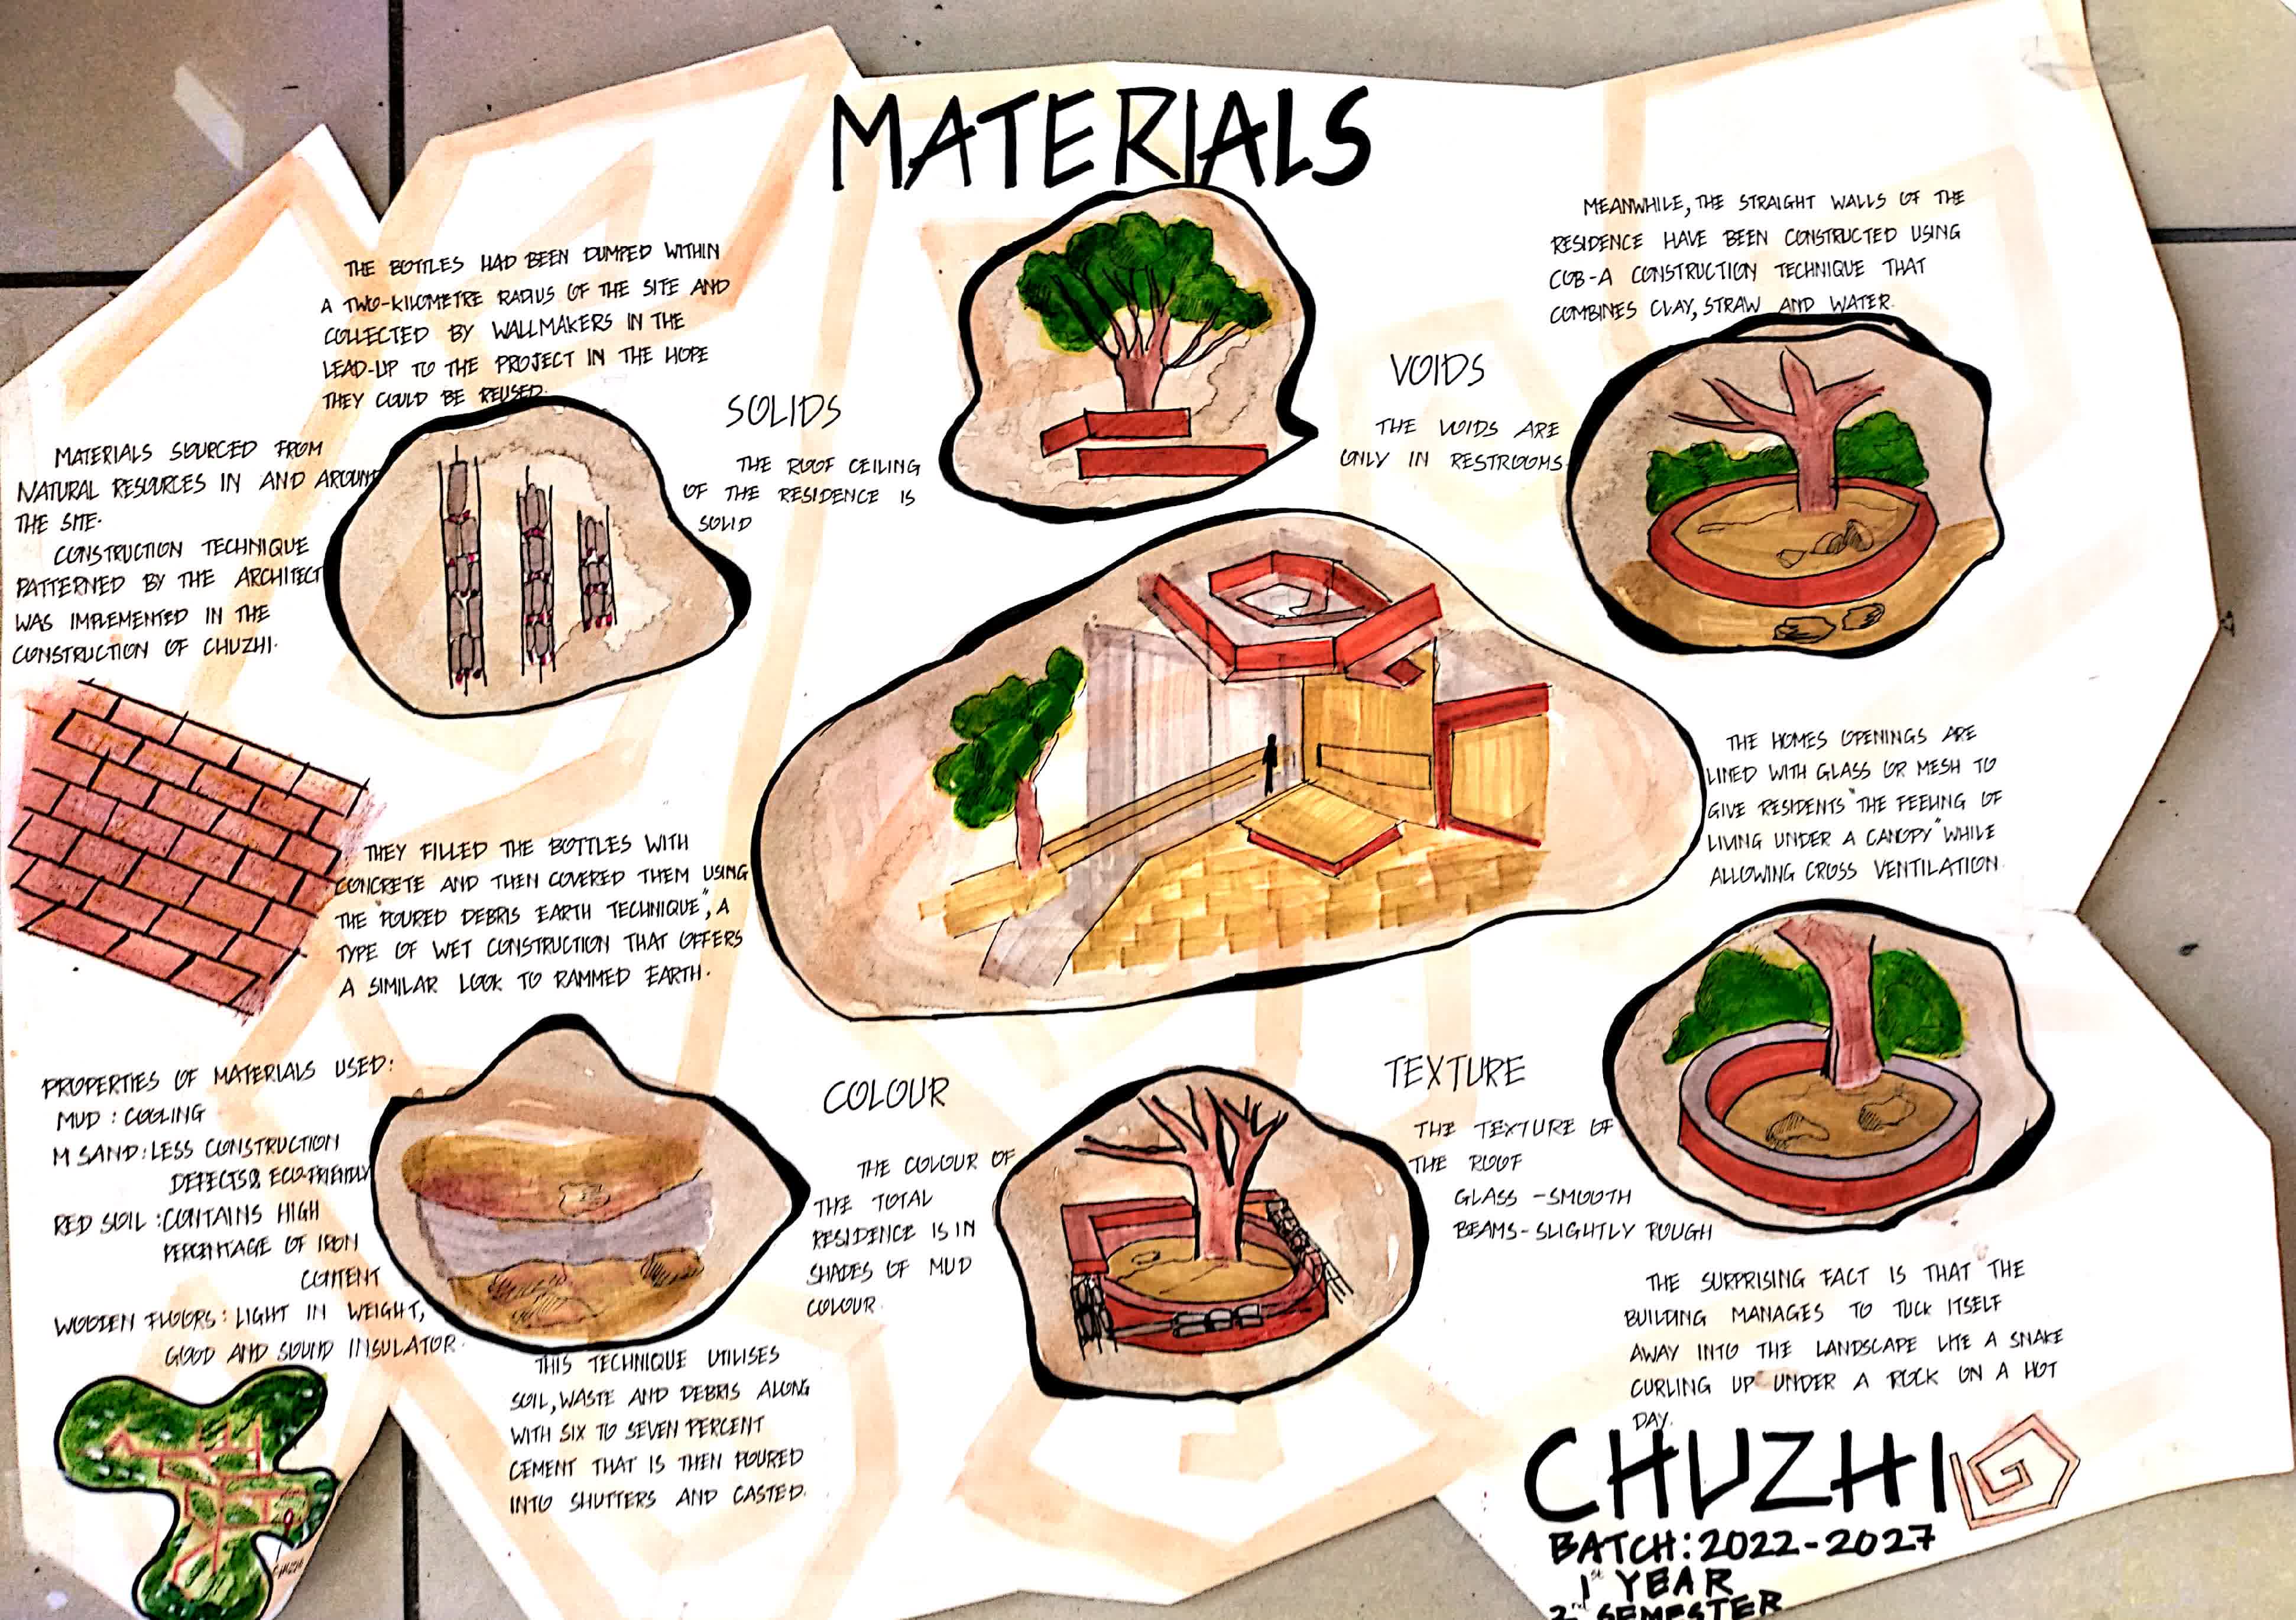 MATERIALS
THE BOTTLES HAD BEEN DUMPED WITHIN
A TWO-KILOMETRE RADIUS OF THE SITE AND
COLLECTED BY WALLMAKERS IN THE
LEAD-UP TO THE PROJECT IN THE HOPE
THEY COULD BE REUSED.
MATERIALS SOURCED FROM
NATURAL RESOURCES IN AND AROUND
THE SITE.
CONSTRUCTION TECHNIQUE
PATTERNED BY THE ARCHITECT
WAS IMPLEMENTED IN THE
CONSTRUCTION OF CHUZHI.
SOLIDS
THE ROOF CEILING
OF THE RESIDENCE IS
SOLID
VOIDS
THE VOIDS ARE
ONLY IN RESTROOMS
MEANWHILE, THE STRAIGHT WALLS OF THE
RESIDENCE HAVE BEEN CONSTRUCTED USING
COB-A CONSTRUCTION TECHNIQUE THAT
COMBINES CLAY, STRAW AND WATER.
THEY FILLED THE BOTTLES WITH
CONCRETE AND THEN COVERED THEM USING
THE "POURED DEBRIS EARTH TECHNIQUE", A
TYPE OF WET CONSTRUCTION THAT OFFERS
A SIMILAR LOOK TO RAMMED EARTH.
THE HOMES OPENINGS ARE
LINED WITH GLASS OR MESH TO
GIVE RESIDENTS "THE FEELING OF
LIVING UNDER A CANOPY" WHILE
ALLOWING CROSS VENTILATION.
PROPERTIES OF MATERIALS USED:
MUD : COOLING
M SAND: LESS CONSTRUCTION
DEFECTS & ECO-FRIENDLY
RED SOIL : CONTAINS HIGH
PERCENTAGE OF IRON
CONTENT
WOODEN FLOORS: LIGHT IN WEIGHT,
GOOD AND SOUND INSULATOR.
THIS TECHNIQUE UTILISES
SOIL, WASTE AND DEBRIS ALONG
WITH SIX TO SEVEN PERCENT
CEMENT THAT IS THEN POURED
INTO SHUTTERS AND CASTED.
COLOUR
THE COLOUR OF
THE TOTAL
RESIDENCE IS IN
SHADES OF MUD
COLOUR.
TEXTURE
THE TEXTURE OF
THE ROOF
GLASS - SMOOTH
BEAMS - SLIGHTLY ROUGH
THE SURPRISING FACT IS THAT "THE
BUILDING MANAGES TO TUCK ITSELF
AWAY INTO THE LANDSCAPE LIKE A SNAKE
CURLING UP" UNDER A ROCK ON A HOT
DAY.
CHUZHI
CHUZHI
BATCH: 2022-2027
1st YEAR
2nd SEMESTER